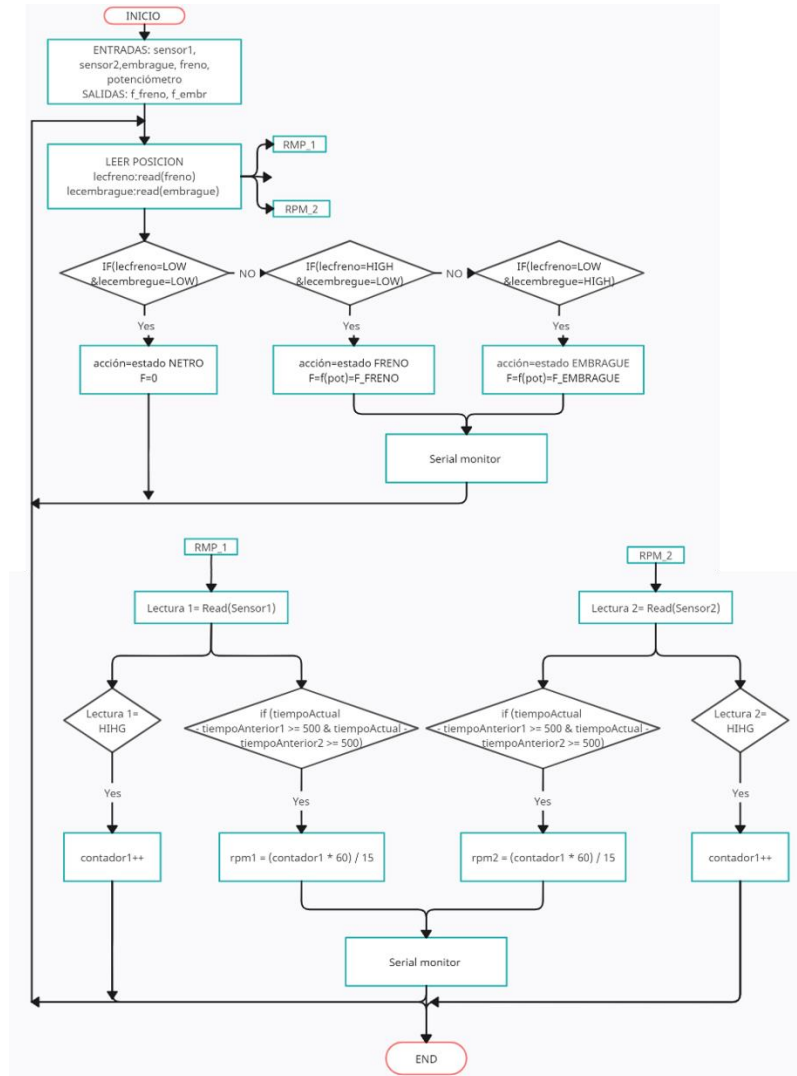 INICIO
ENTRADAS: sensor1,
sensor2,embrague, freno,
potenciómetro
SALIDAS: f_freno, f_embr
LEER POSICION
lecfreno:read(freno)
lecembrague:read(embrague)
RMP_1
RPM_2
IF(lecfreno=LOW
&lecembregue=LOW)
NO
IF(lecfreno=HIGH
&lecembregue=LOW)
NO
IF(lecfreno=LOW
&lecembregue=HIGH)
Yes
Yes
Yes
acción=estado NETRO
F=0
acción=estado FRENO
F=f(pot)=F_FRENO
acción=estado EMBRAGUE
F=f(pot)=F_EMBRAGUE
Serial monitor
RMP_1
RPM_2
Lectura 1= Read(Sensor1)
Lectura 2= Read(Sensor2)
Lectura 1=
HIHG
if (tiempoActual
- tiempoAnterior1 >= 500 & tiempoActual -
tiempoAnterior2 >= 500)
if (tiempoActual
- tiempoAnterior1 >= 500 & tiempoActual -
tiempoAnterior2 >= 500)
Lectura 2=
HIHG
Yes
Yes
Yes
Yes
contador1++
rpm1 = (contador1 * 60) / 15
rpm2 = (contador1 * 60) / 15
contador1++
Serial monitor
END